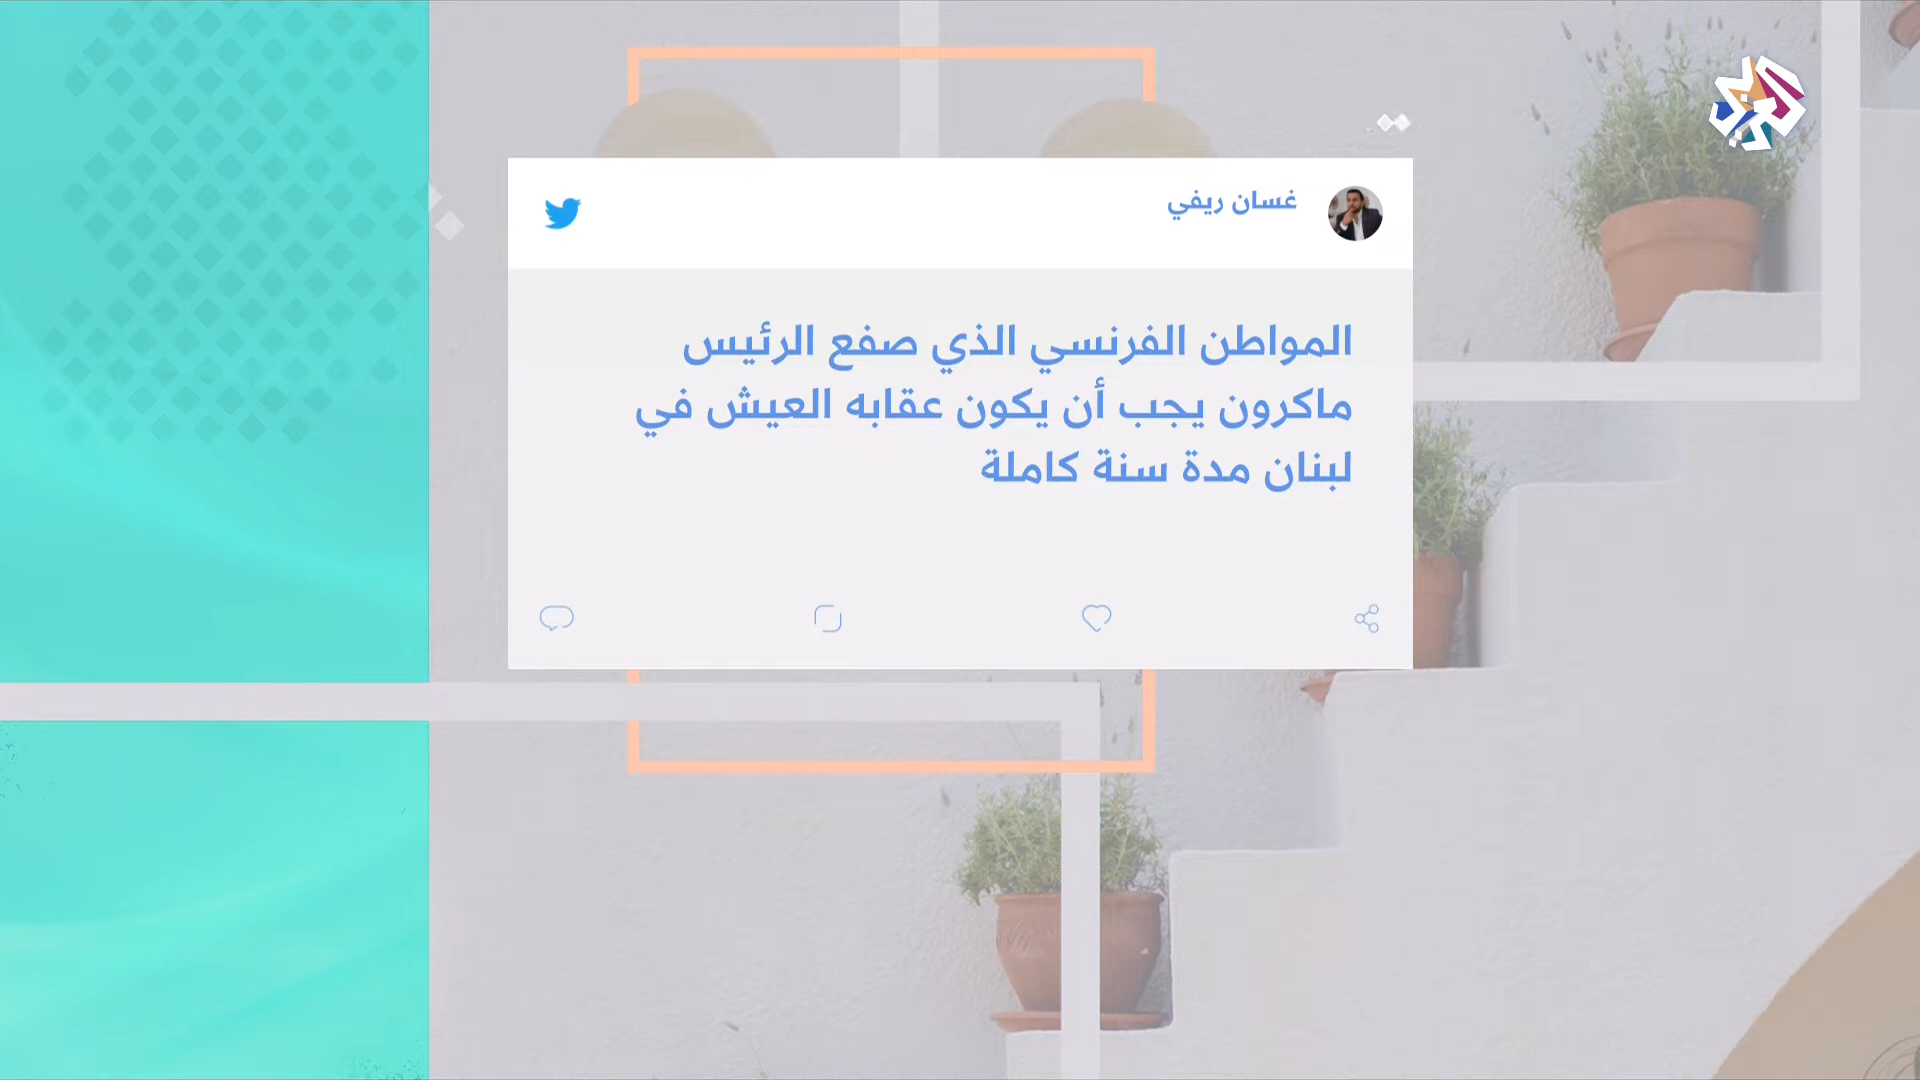 غسان ريفي
المواطن الفرنسي الذي صفع الرئيس
ماكرون يجب أن يكون عقابه العيش في
لبنان مدة سنة كاملة